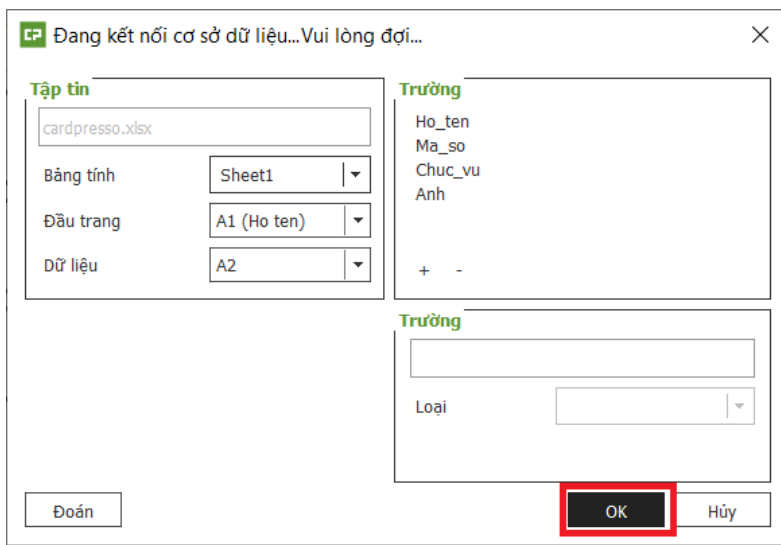 CP Đang kết nối cơ sở dữ liệu...Vui lòng đợi...
Tập tin
cardpresso.xlsx
Bảng tính Sheet1
Đầu trang A1 (Ho ten)
Dữ liệu A2
Trường
Ho_ten
Ma_so
Chuc_vu
Anh
+ -
Trường
Loại
Đoán OK Hủy